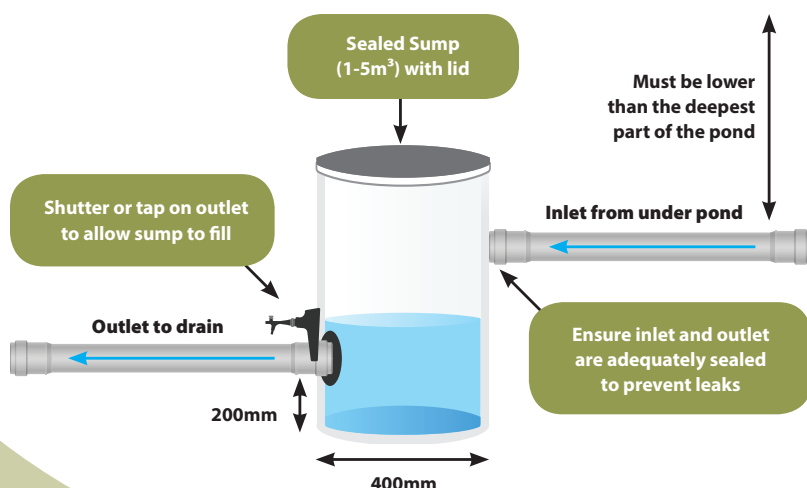 Sealed Sump
(1-5m³) with lid
Must be lower
than the deepest
part of the pond
Shutter or tap on outlet
to allow sump to fill
Inlet from under pond
Outlet to drain
Ensure inlet and outlet
are adequately sealed
to prevent leaks
200mm
400mm